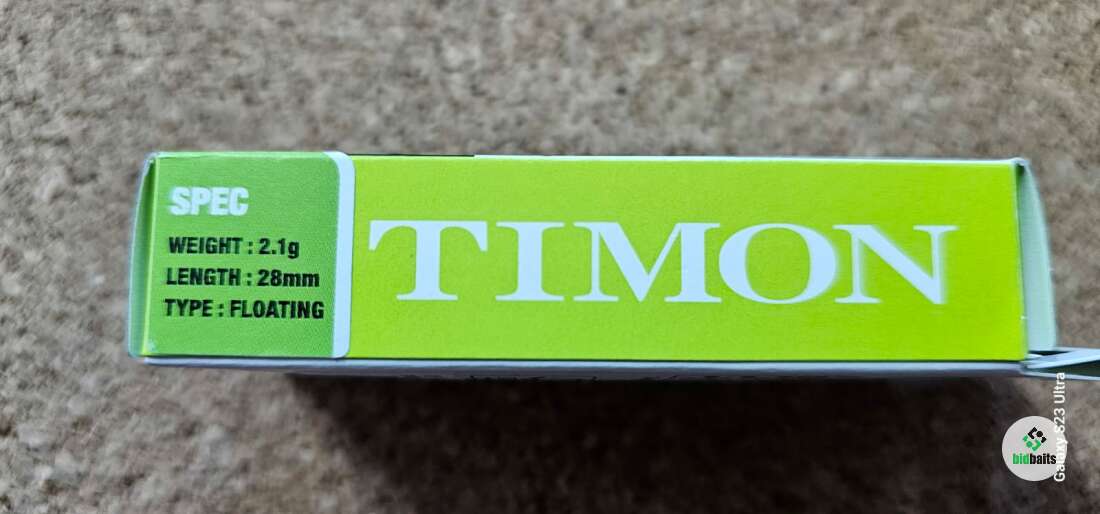 SPEC
WEIGHT : 2.1g
LENGTH : 28mm
TYPE : FLOATING
TIMON
Galaxy S23 Ultra
bidbaits